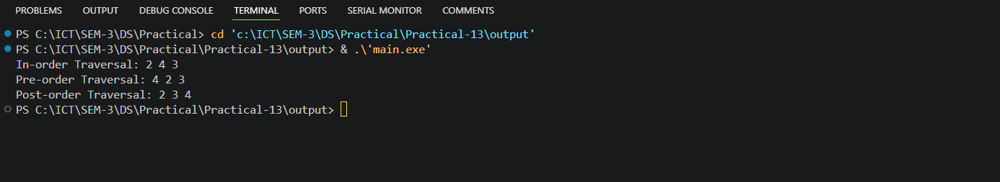 PROBLEMS OUTPUT DEBUG CONSOLE TERMINAL PORTS SERIAL MONITOR COMMENTS
PS C:\ICT\SEM-3\DS\Practical> cd 'c:\ICT\SEM-3\DS\Practical\Practical-13\output'
PS C:\ICT\SEM-3\DS\Practical\Practical-13\output> & .\'main.exe'
In-order Traversal: 2 4 3
Pre-order Traversal: 4 2 3
Post-order Traversal: 2 3 4
PS C:\ICT\SEM-3\DS\Practical\Practical-13\output>